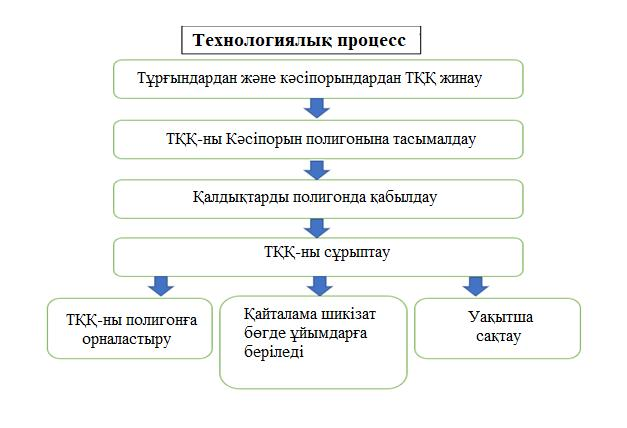 Технологиялық процесс
Тұрғындардан және кәсіпорындардан ТҚҚ жинау
ТҚҚ-ны Кәсіпорын полигонына тасымалдау
Қалдықтарды полигонда қабылдау
ТҚҚ-ны сұрыптау
ТҚҚ-ны полигонға
орналастыру
Қайталама шикізат
бөгде ұйымдарға
беріледі
Уақытша
сақтау